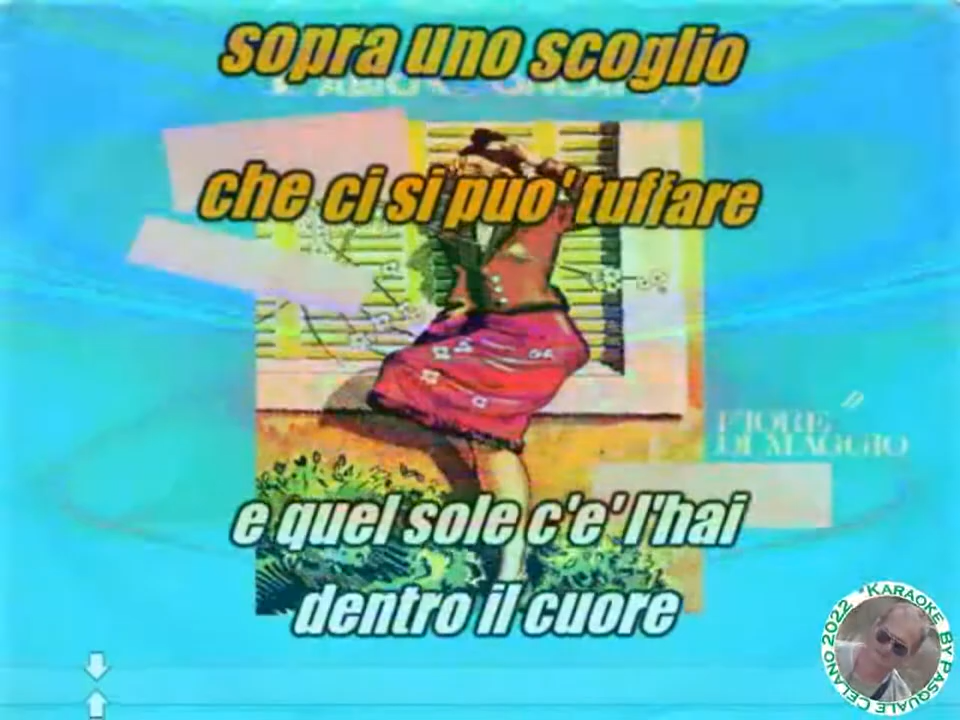 sopra uno scoglio
che ci si puo' tuffare
FIORE
DI MAGGIO
e quel sole c'e' l'hai
dentro il cuore
KARAOKE BY PASQUALE CELANO 2022